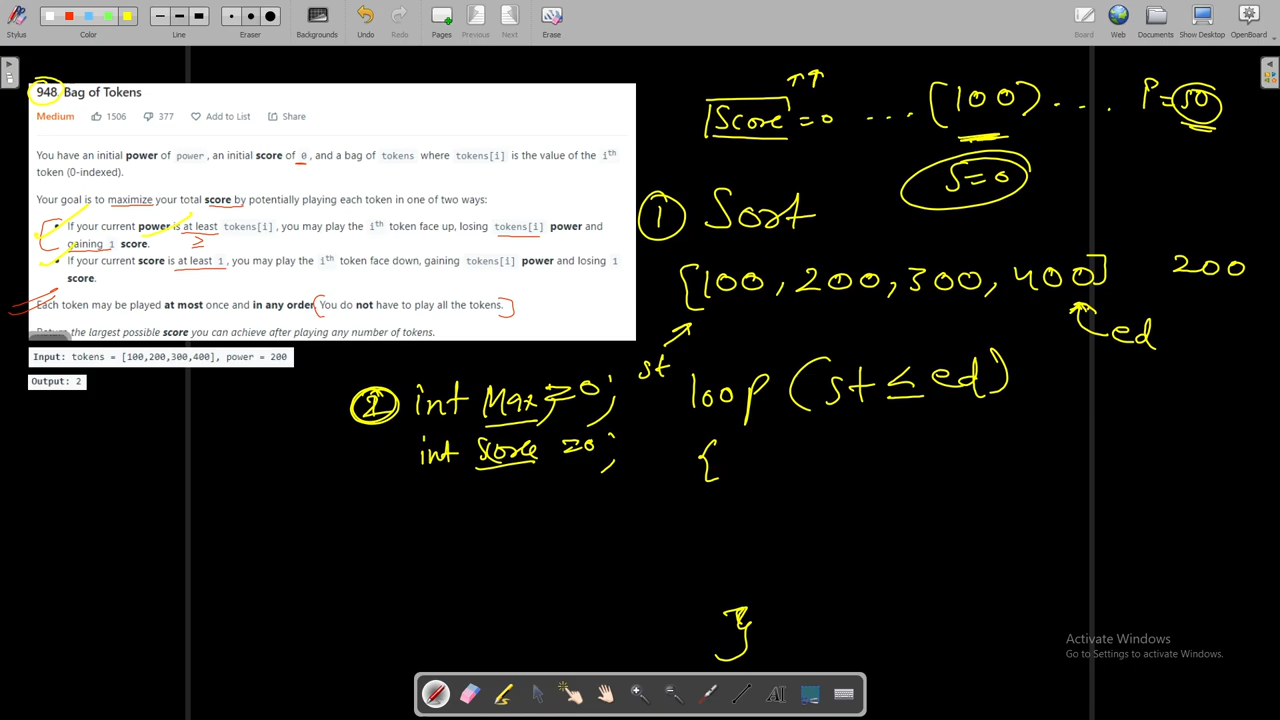 Stylus
Color
Line
Eraser
Backgrounds
Undo
Redo
Pages
Previous
Next
Erase
Board
Web
Documents
Show Desktop
OpenBoard
948. Bag of Tokens
Medium 1506 377 Add to List Share
You have an initial power of power, an initial score of 0, and a bag of tokens where tokens[i] is the value of the ith
token (0-indexed).
Your goal is to maximize your total score by potentially playing each token in one of two ways:
• If your current power is at least tokens[i], you may play the ith token face up, losing tokens[i] power and
gaining 1 score.
≥
• If your current score is at least 1, you may play the ith token face down, gaining tokens[i] power and losing 1
score.
Each token may be played at most once and in any order. You do not have to play all the tokens.
Return the largest possible score you can achieve after playing any number of tokens.
Input: tokens = [100,200,300,400], power = 200
Output: 2
Score = 0 ... (100) ... P = 50
S=0
① Sort
[100, 200, 300, 400] 200
st
ed
② int Max = 0;
int score = 0;
loop (st ≤ ed)
{
}
Activate Windows
Go to Settings to activate Windows.
AI